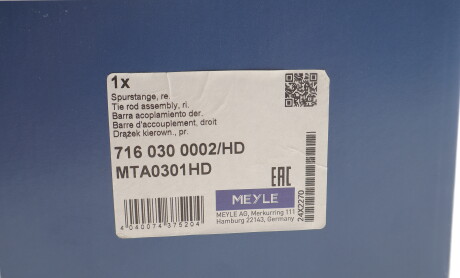 1x
Spurstange, re.
Tie rod assembly, ri.
Barra acoplamiento der.
Barre d'accouplement, droit
Drążek kierown., pr.
716 030 0002/HD
MTA0301HD
EAC
MEYLE
MEYLE AG, Merkurring 111
Hamburg 22143, Germany
4 040074 375204
24X2270